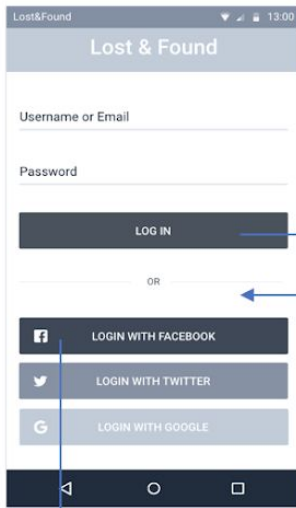 Lost&Found 13:00
Lost & Found
Username or Email
Password
LOG IN
OR
LOGIN WITH FACEBOOK
LOGIN WITH TWITTER
G LOGIN WITH GOOGLE